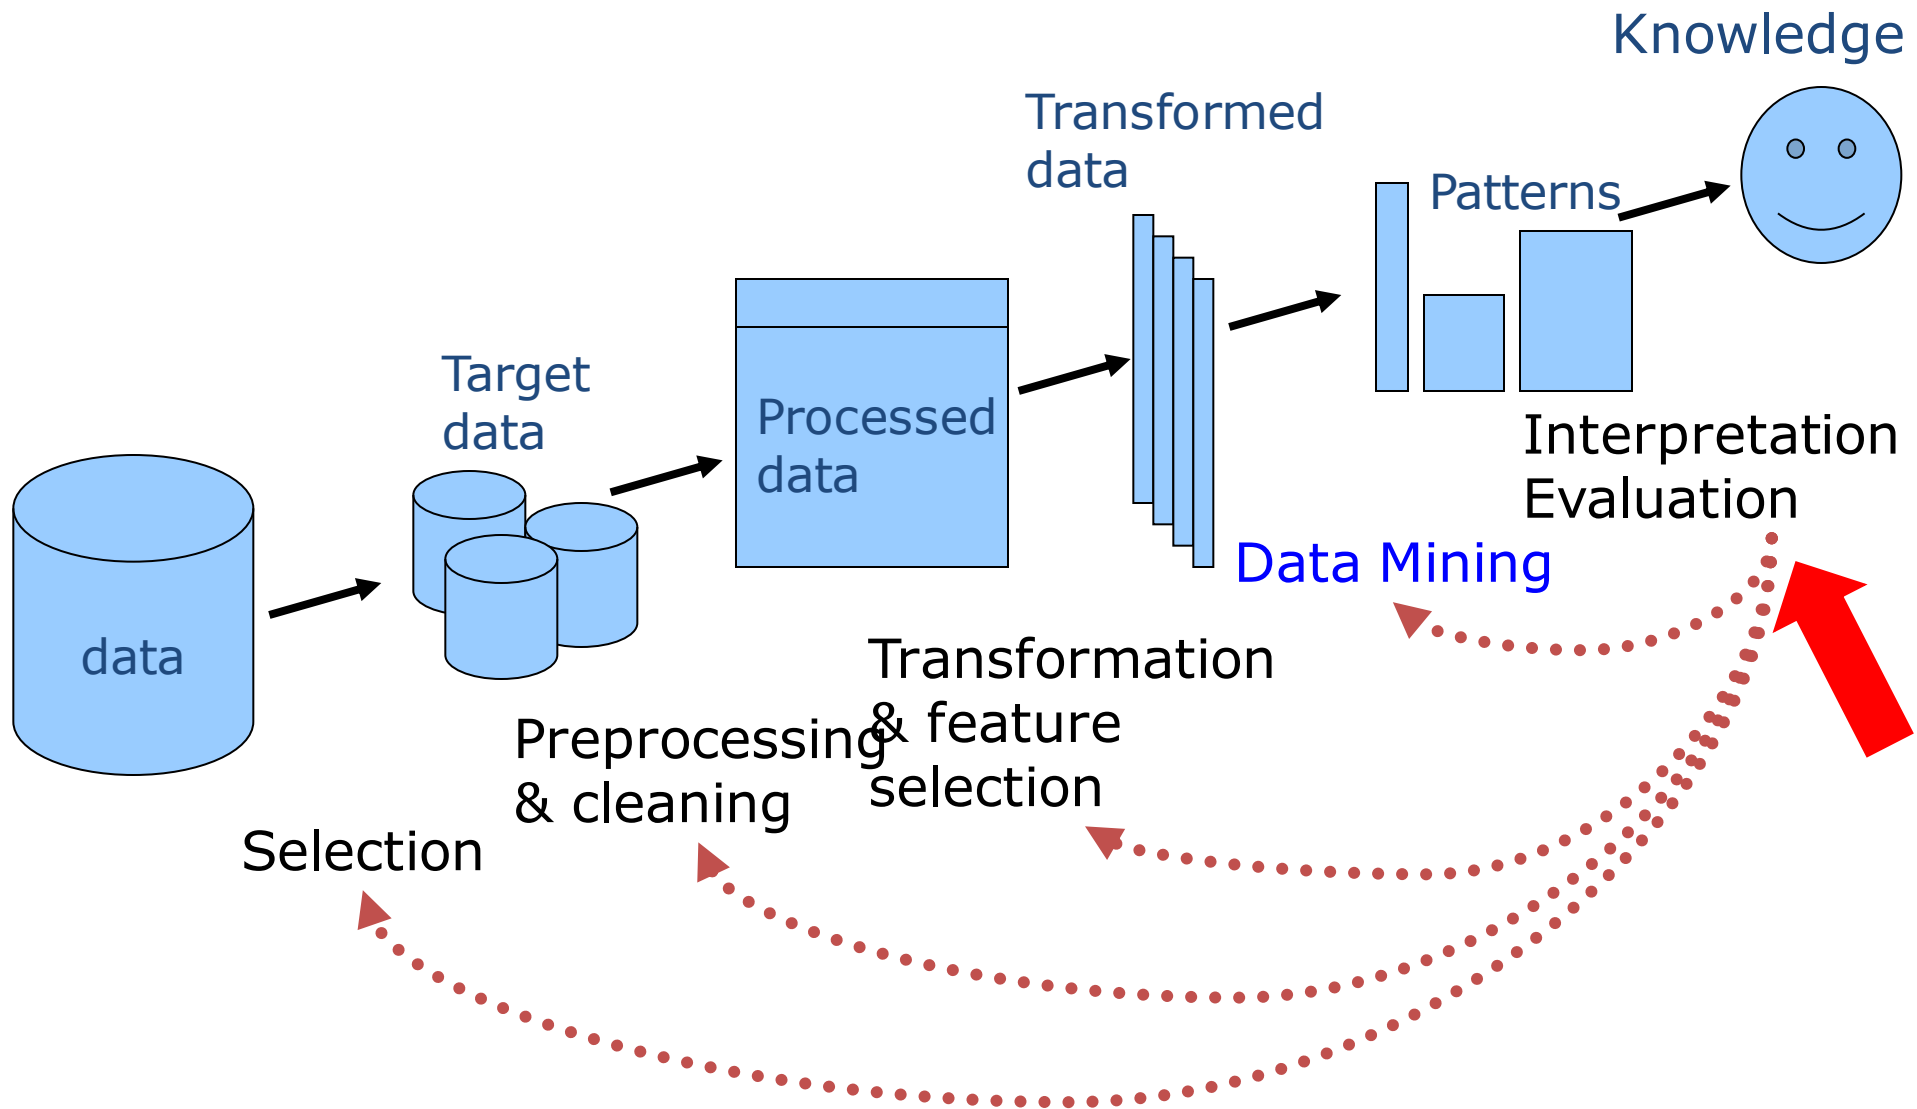 Knowledge
Transformed
data
Patterns
Target
data
Processed
data
Interpretation
Evaluation
Data Mining
data
Transformation
& feature
selection
Preprocessing
& cleaning
Selection